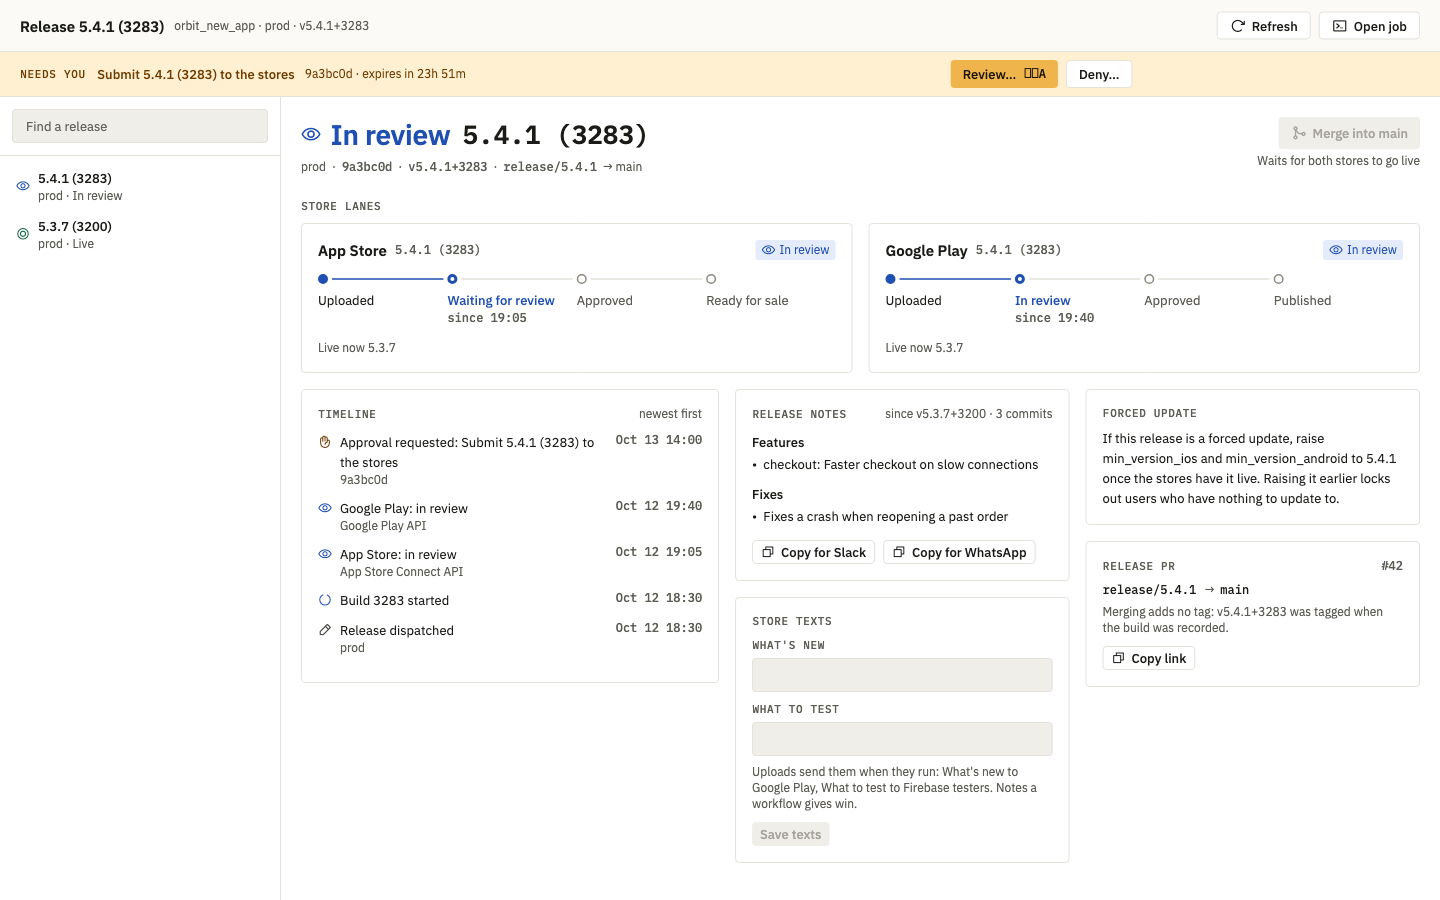 Release 5.4.1 (3283) orbit_new_app · prod · v5.4.1+3283
Refresh
Open job
NEEDS YOU Submit 5.4.1 (3283) to the stores 9a3bc0d · expires in 23h 51m
Review... A
Deny...
Find a release
5.4.1 (3283)
prod · In review
5.3.7 (3200)
prod · Live
In review 5.4.1 (3283)
prod · 9a3bc0d · v5.4.1+3283 · release/5.4.1 → main
Merge into main
Waits for both stores to go live
STORE LANES
App Store 5.4.1 (3283)
In review
Uploaded
Waiting for review
since 19:05
Approved
Ready for sale
Live now 5.3.7
Google Play 5.4.1 (3283)
In review
Uploaded
In review
since 19:40
Approved
Published
Live now 5.3.7
TIMELINE
newest first
Approval requested: Submit 5.4.1 (3283) to
the stores
9a3bc0d
Oct 13 14:00
Google Play: in review
Google Play API
Oct 12 19:40
App Store: in review
App Store Connect API
Oct 12 19:05
Build 3283 started
Oct 12 18:30
Release dispatched
prod
Oct 12 18:30
RELEASE NOTES
since v5.3.7+3200 · 3 commits
Features
• checkout: Faster checkout on slow connections
Fixes
• Fixes a crash when reopening a past order
Copy for Slack
Copy for WhatsApp
STORE TEXTS
WHAT'S NEW
WHAT TO TEST
Uploads send them when they run: What's new to
Google Play, What to test to Firebase testers. Notes a
workflow gives win.
Save texts
FORCED UPDATE
If this release is a forced update, raise
min_version_ios and min_version_android to 5.4.1
once the stores have it live. Raising it earlier locks
out users who have nothing to update to.
RELEASE PR
#42
release/5.4.1 → main
Merging adds no tag: v5.4.1+3283 was tagged when
the build was recorded.
Copy link